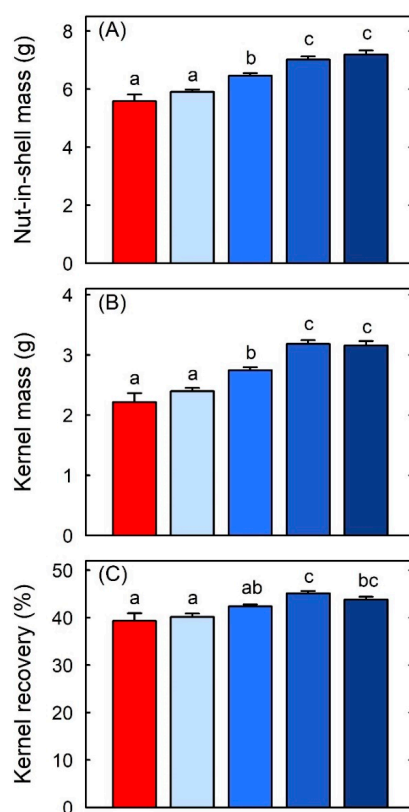 (A)
Nut-in-shell mass (g)
8
6
4
2
0
a a b c c
(B)
Kernel mass (g)
4
3
2
1
0
a a b c c
(C)
Kernel recovery (%)
50
40
30
20
10
0
a a ab c bc